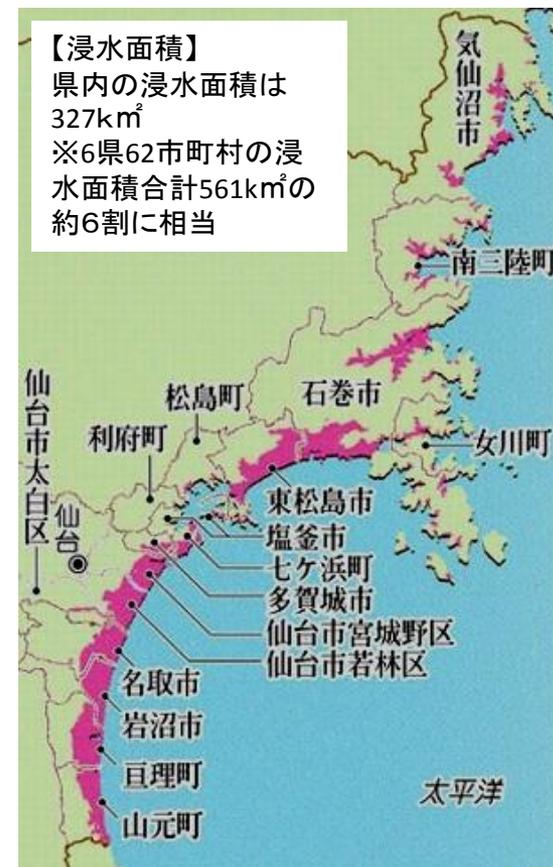 【浸水面積】
県内の浸水面積は
327k㎡
※6県62市町村の浸
水面積合計561k㎡の
約6割に相当
気仙沼市
南三陸町
石巻市
松島町
利府町
女川町
仙台市太白区
仙台
東松島市
塩釜市
七ケ浜町
多賀城市
仙台市宮城野区
仙台市若林区
名取市
岩沼市
亘理町
山元町
太平洋